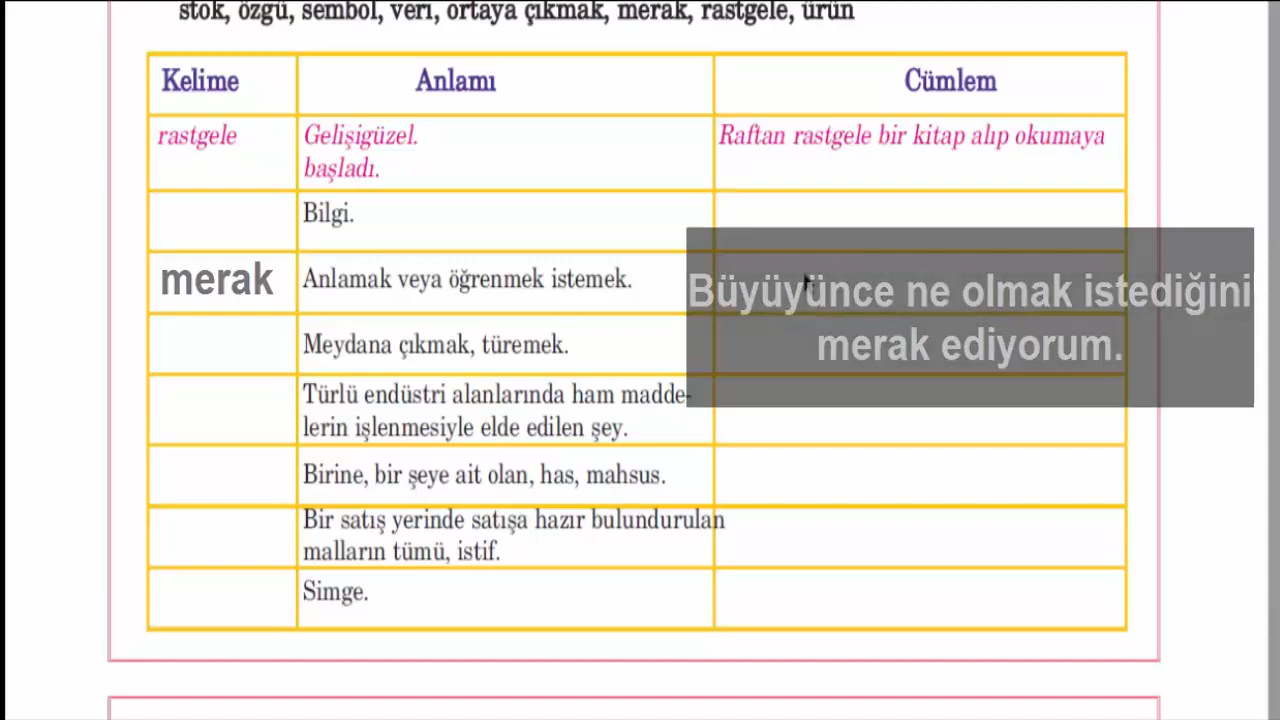 stok, özgü, sembol, veri, ortaya çıkmak, merak, rastgele, ürün
Kelime Anlamı Cümlem
rastgele Gelişigüzel. Raftan rastgele bir kitap alıp okumaya
başladı.
Bilgi.
merak Anlamak veya öğrenmek istemek. Büyüyünce ne olmak istediğini
merak ediyorum.
Meydana çıkmak, türemek.
Türlü endüstri alanlarında ham madde-
lerin işlenmesiyle elde edilen şey.
Birine, bir şeye ait olan, has, mahsus.
Bir satış yerinde satışa hazır bulundurulan
malların tümü, istif.
Simge.